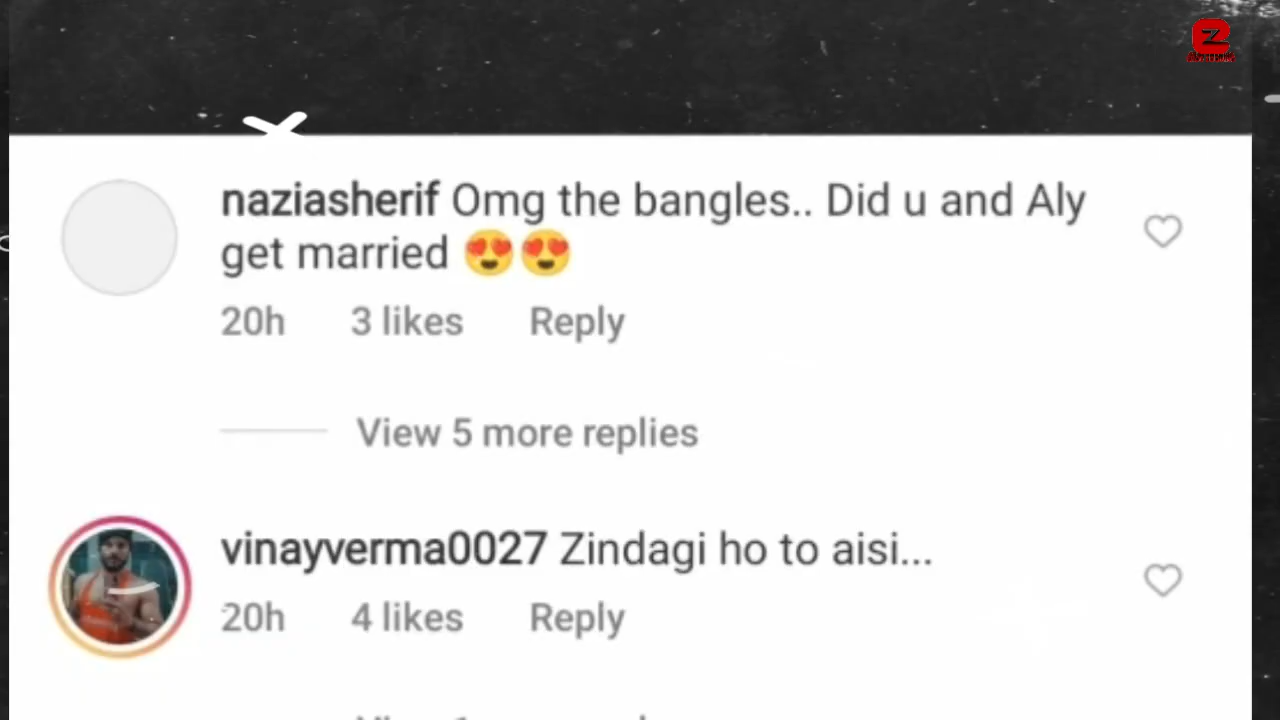 naziasherif Omg the bangles.. Did u and Aly
get married 😍😍
20h 3 likes Reply
View 5 more replies
vinayverma0027 Zindagi ho to aisi...
20h 4 likes Reply